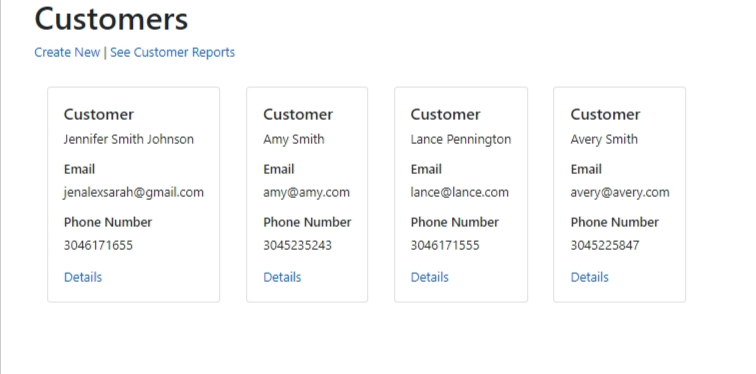 Customers
Create New | See Customer Reports
Customer
Jennifer Smith Johnson
Email
jenalexsarah@gmail.com
Phone Number
3046171655
Details
Customer
Amy Smith
Email
amy@amy.com
Phone Number
3045235243
Details
Customer
Lance Pennington
Email
lance@lance.com
Phone Number
3046171555
Details
Customer
Avery Smith
Email
avery@avery.com
Phone Number
3045225847
Details